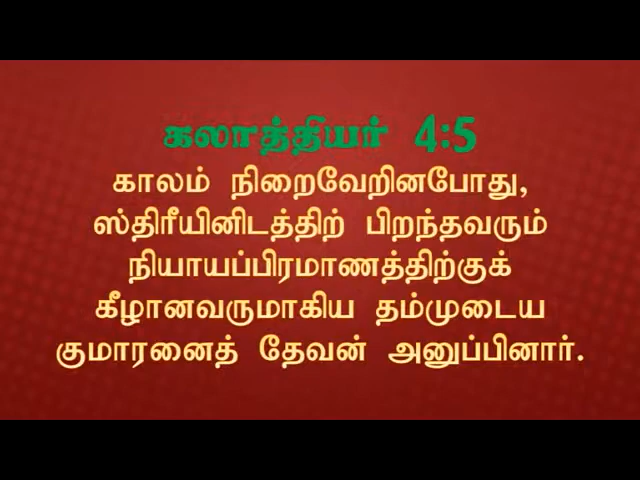 கலாத்தியர் 4:5
காலம் நிறைவேறினபோது,
ஸ்திரீயினிடத்திற் பிறந்தவரும்
நியாயப்பிரமாணத்திற்குக்
கீழானவருமாகிய தம்முடைய
குமாரனைத் தேவன் அனுப்பினார்.